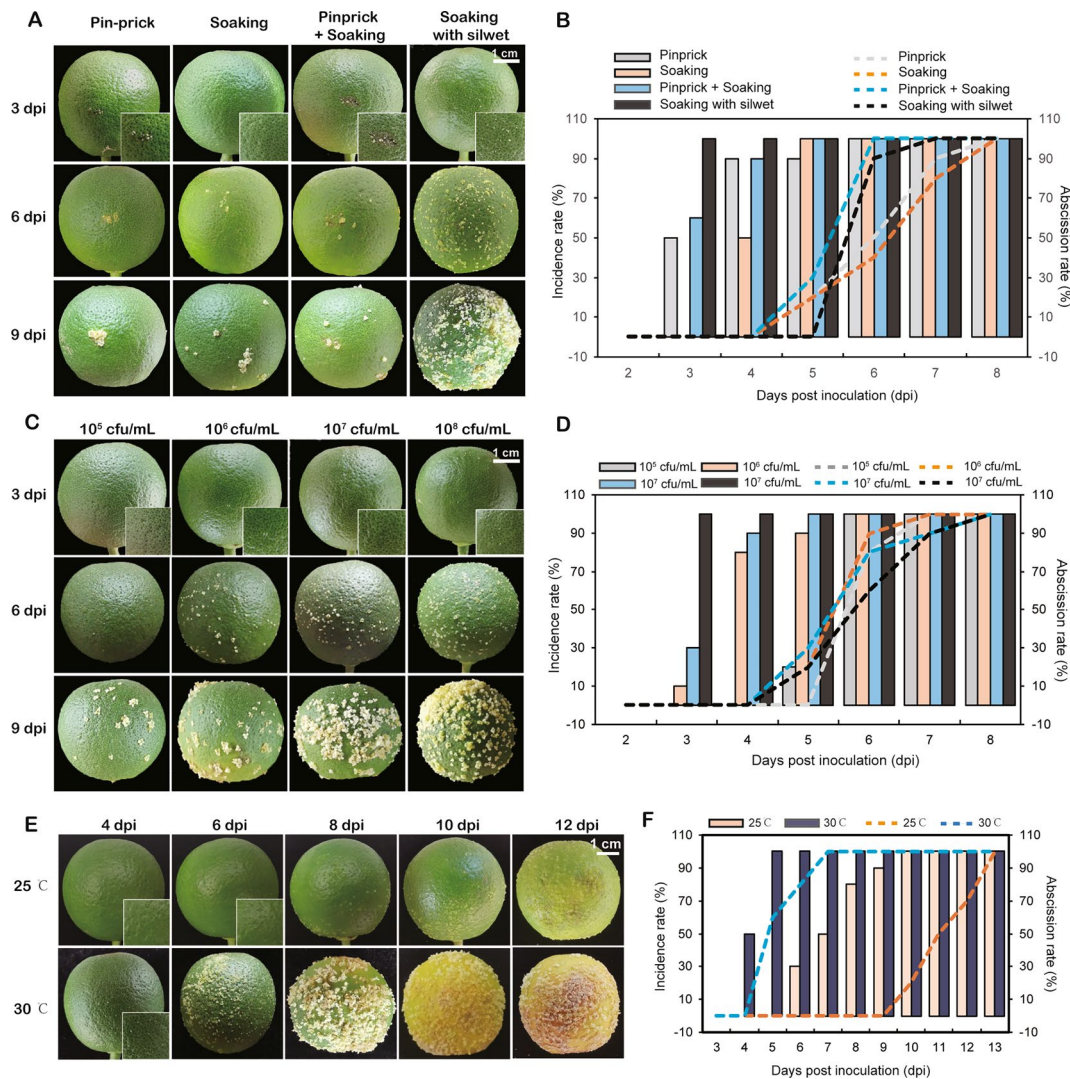 A
Pin-prick
Soaking
Pinprick
+ Soaking
Soaking
with silwet
1 cm
3 dpi
6 dpi
9 dpi
B
Pinprick
Soaking
Pinprick + Soaking
Soaking with silwet
Pinprick
Soaking
Pinprick + Soaking
Soaking with silwet
110
90
70
50
30
10
-10
Incidence rate (%)
110
90
70
50
30
10
-10
Abscission rate (%)
2 3 4 5 6 7 8
Days post inoculation (dpi)
C
10⁵ cfu/mL
10⁶ cfu/mL
10⁷ cfu/mL
10⁸ cfu/mL
1 cm
3 dpi
6 dpi
9 dpi
D
10⁵ cfu/mL 10⁶ cfu/mL 10⁵ cfu/mL 10⁶ cfu/mL
10⁷ cfu/mL 10⁷ cfu/mL 10⁷ cfu/mL 10⁷ cfu/mL
110
90
70
50
30
10
-10
Incidence rate (%)
110
90
70
50
30
10
-10
Abscission rate (%)
2 3 4 5 6 7 8
Days post inoculation (dpi)
E
4 dpi
6 dpi
8 dpi
10 dpi
12 dpi
1 cm
25 ℃
30 ℃
F
25℃ 30℃ 25℃ 30℃
110
90
70
50
30
10
-10
Incidence rate (%)
110
90
70
50
30
10
-10
Abscission rate (%)
3 4 5 6 7 8 9 10 11 12 13
Days post inoculation (dpi)